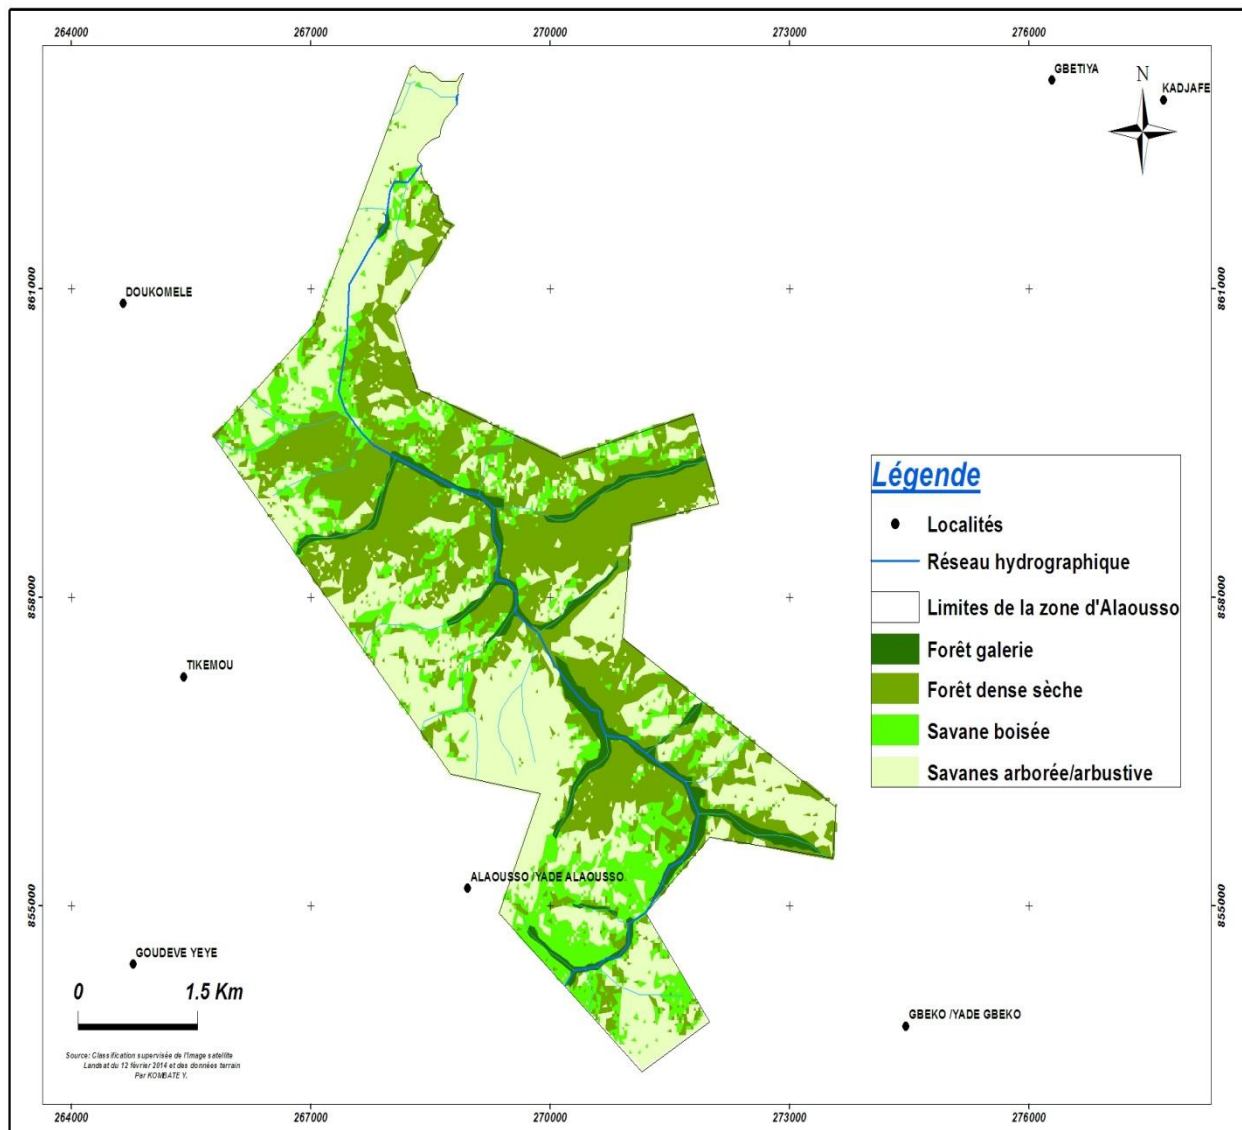 264000
267000
270000
273000
276000
GBETIYA
KADJAFE
N
861000
861000
DOUKOMELE
Légende
Localités
Réseau hydrographique
Limites de la zone d'Alaousso
Forêt galerie
Forêt dense sèche
Savane boisée
Savanes arborée/arbustive
858000
858000
TIKEMOU
ALAOUSSO /YADE ALAOUSSO
855000
855000
GOUDEVE YEYE
0
1.5 Km
GBEKO /YADE GBEKO
Source: Classification supervisée de l'image satellite
Landsat du 12 février 2014 et des données terrain
Par KOMBATE Y.
264000
267000
270000
273000
276000